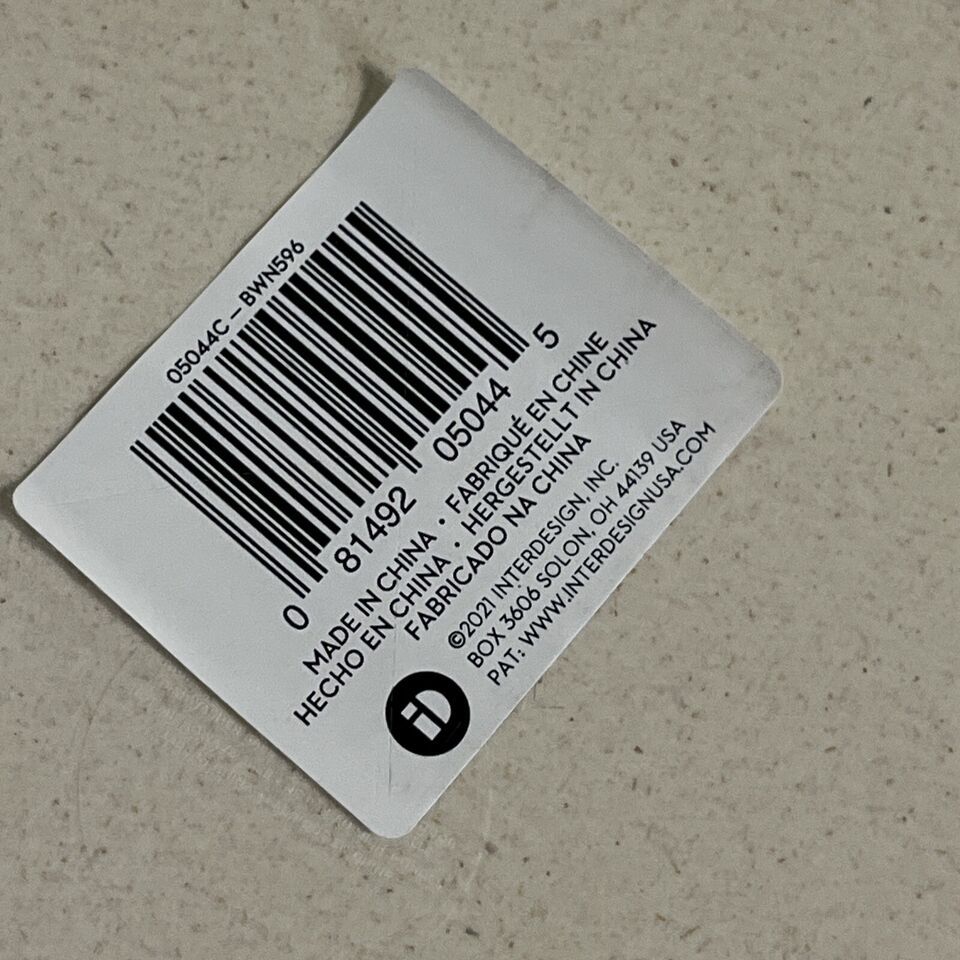 05044C – BWN596
0 81492 05044 5
MADE IN CHINA · FABRIQUÉ EN CHINE
HECHO EN CHINA · HERGESTELLT IN CHINA
FABRICADO NA CHINA
©2021 INTERDESIGN, INC.
BOX 3606 SOLON, OH 44139 USA
PAT: WWW.INTERDESIGNUSA.COM
iD